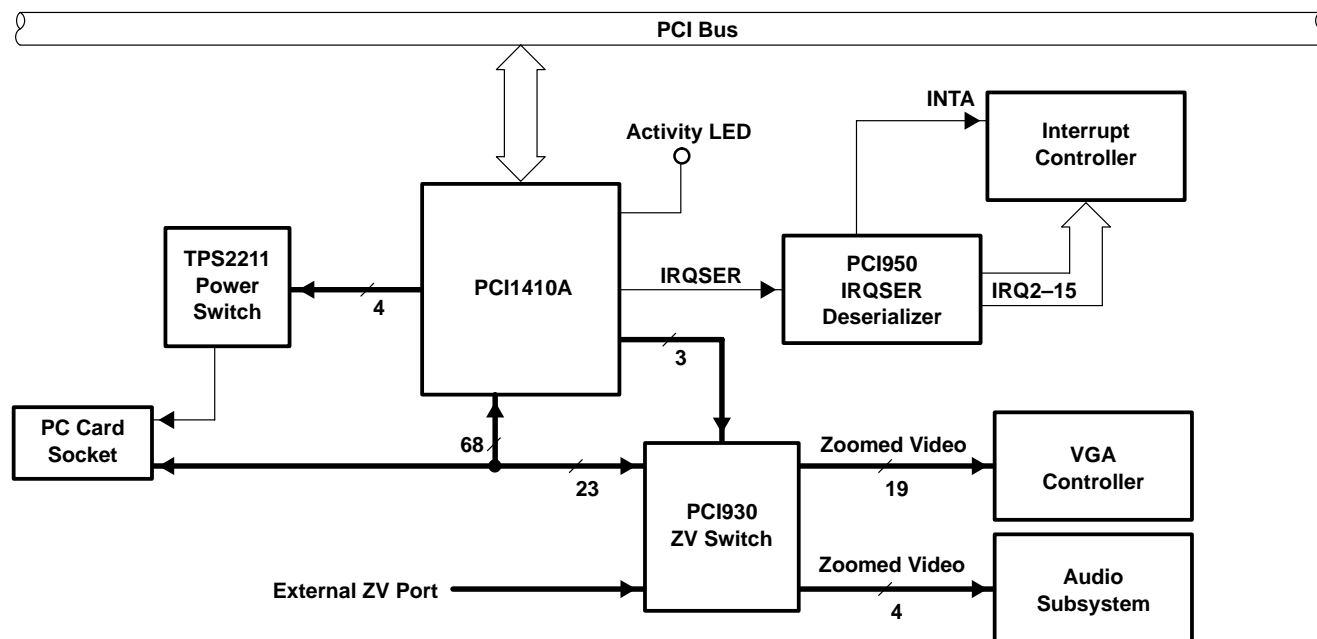 PCI Bus
INTA
Interrupt
Controller
Activity LED
TPS2211
Power
Switch
4
PCI1410A
IRQSER
PCI950
IRQSER
Deserializer
IRQ2–15
3
PC Card
Socket
68
23
PCI930
ZV Switch
Zoomed Video
19
VGA
Controller
External ZV Port
Zoomed Video
4
Audio
Subsystem